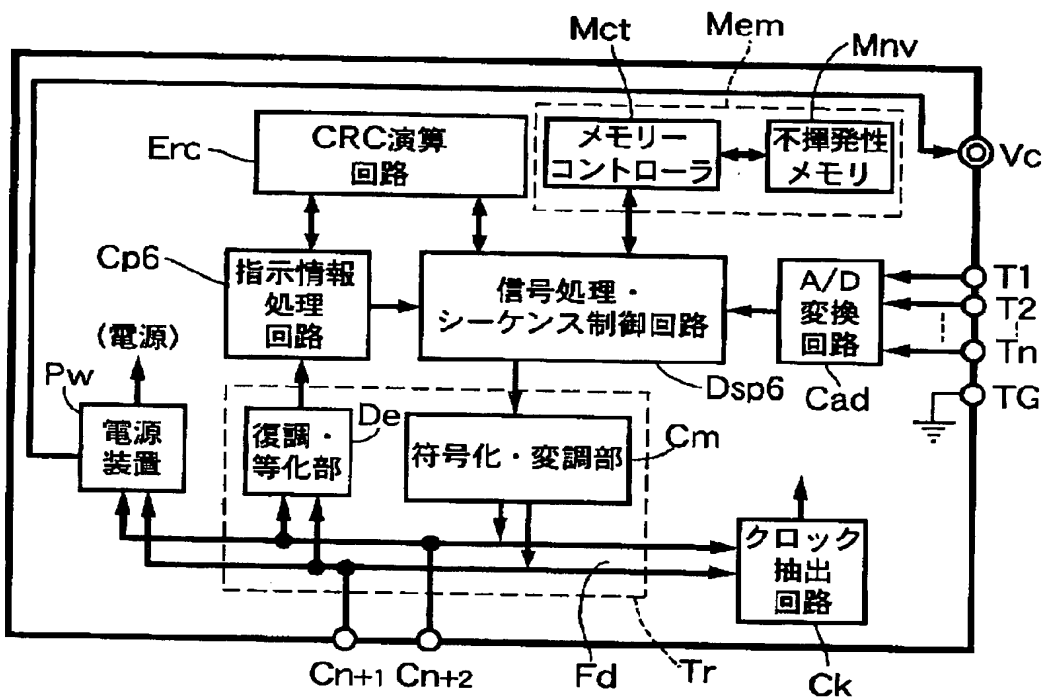 Mct
Mem
Mnv
Erc
CRC演算
回路
メモリー
コントローラ
不揮発性
メモリ
Vc
Cp6
指示情報
処理
回路
信号処理・
シーケンス制御回路
A/D
変換
回路
T1
T2
Tn
TG
(電源)
Pw
電源
装置
De
復調・
等化部
符号化・変調部
Cm
Dsp6
Cad
クロック
抽出
回路
Cn+1
Cn+2
Fd
Tr
Ck